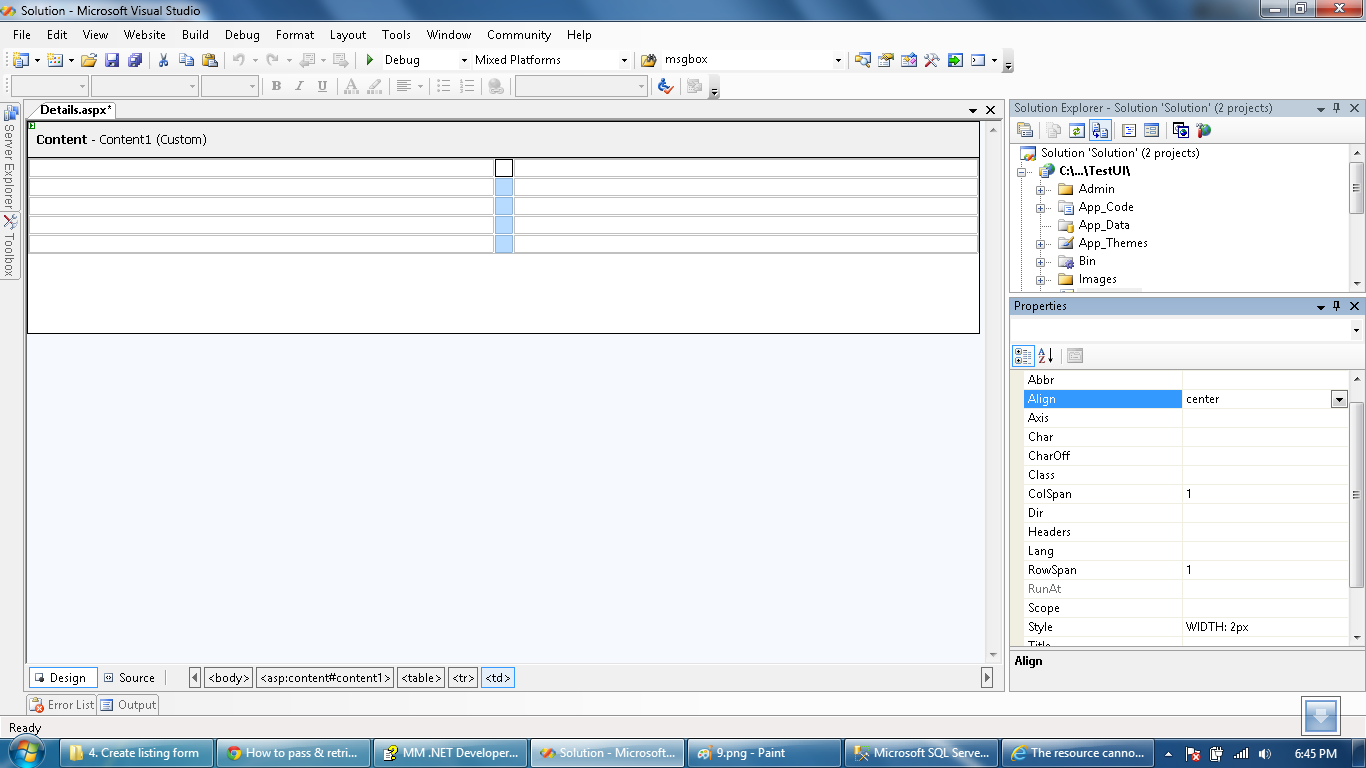 Solution - Microsoft Visual Studio
File Edit View Website Build Debug Format Layout Tools Window Community Help
Debug Mixed Platforms msgbox
B I U A
Details.aspx*
Server Explorer
Toolbox
Content - Content1 (Custom)
Design Source <body> <asp:content#content1> <table> <tr> <td>
Solution Explorer - Solution 'Solution' (2 projects)
Solution 'Solution' (2 projects)
C:\...\TestUI\
Admin
App_Code
App_Data
App_Themes
Bin
Images
Properties
Abbr
Align center
Axis
Char
CharOff
Class
ColSpan 1
Dir
Headers
Lang
RowSpan 1
RunAt
Scope
Style WIDTH: 2px
Title
Align
Error List Output
Ready
4. Create listing form How to pass & retri... MM .NET Developer... Solution - Microsoft... 9.png - Paint Microsoft SQL Serve... The resource canno... 6:45 PM